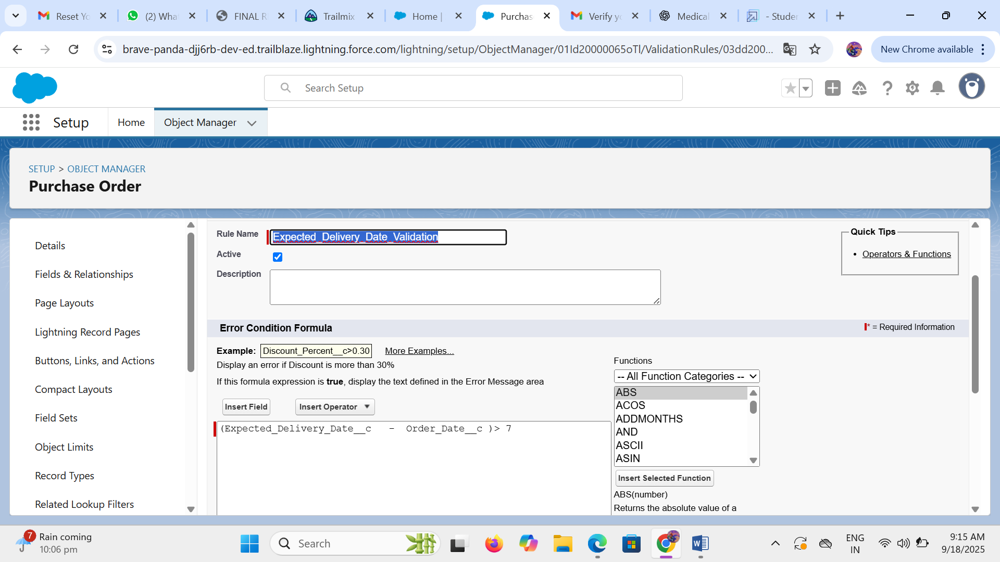 Reset Yo
(2) What
FINAL R
Trailmix
Home |
Purchas
Verify yo
Medical
- Studen
brave-panda-djj6rb-dev-ed.trailblaze.lightning.force.com/lightning/setup/ObjectManager/01Id20000065oTl/ValidationRules/03dd200...
New Chrome available
Search Setup
Setup
Home
Object Manager
SETUP > OBJECT MANAGER
Purchase Order
Details
Fields & Relationships
Page Layouts
Lightning Record Pages
Buttons, Links, and Actions
Compact Layouts
Field Sets
Object Limits
Record Types
Related Lookup Filters
Rule Name
Expected_Delivery_Date_Validation
Active
Description
Quick Tips
• Operators & Functions
Error Condition Formula
* = Required Information
Example: Discount_Percent__c>0.30 More Examples...
Display an error if Discount is more than 30%
If this formula expression is true, display the text defined in the Error Message area
Insert Field
Insert Operator
(Expected_Delivery_Date__c - Order_Date__c )> 7
Functions
-- All Function Categories --
ABS
ACOS
ADDMONTHS
AND
ASCII
ASIN
Insert Selected Function
ABS(number)
Returns the absolute value of a
7
Rain coming
10:06 pm
Search
ENG
IN
9:15 AM
9/18/2025